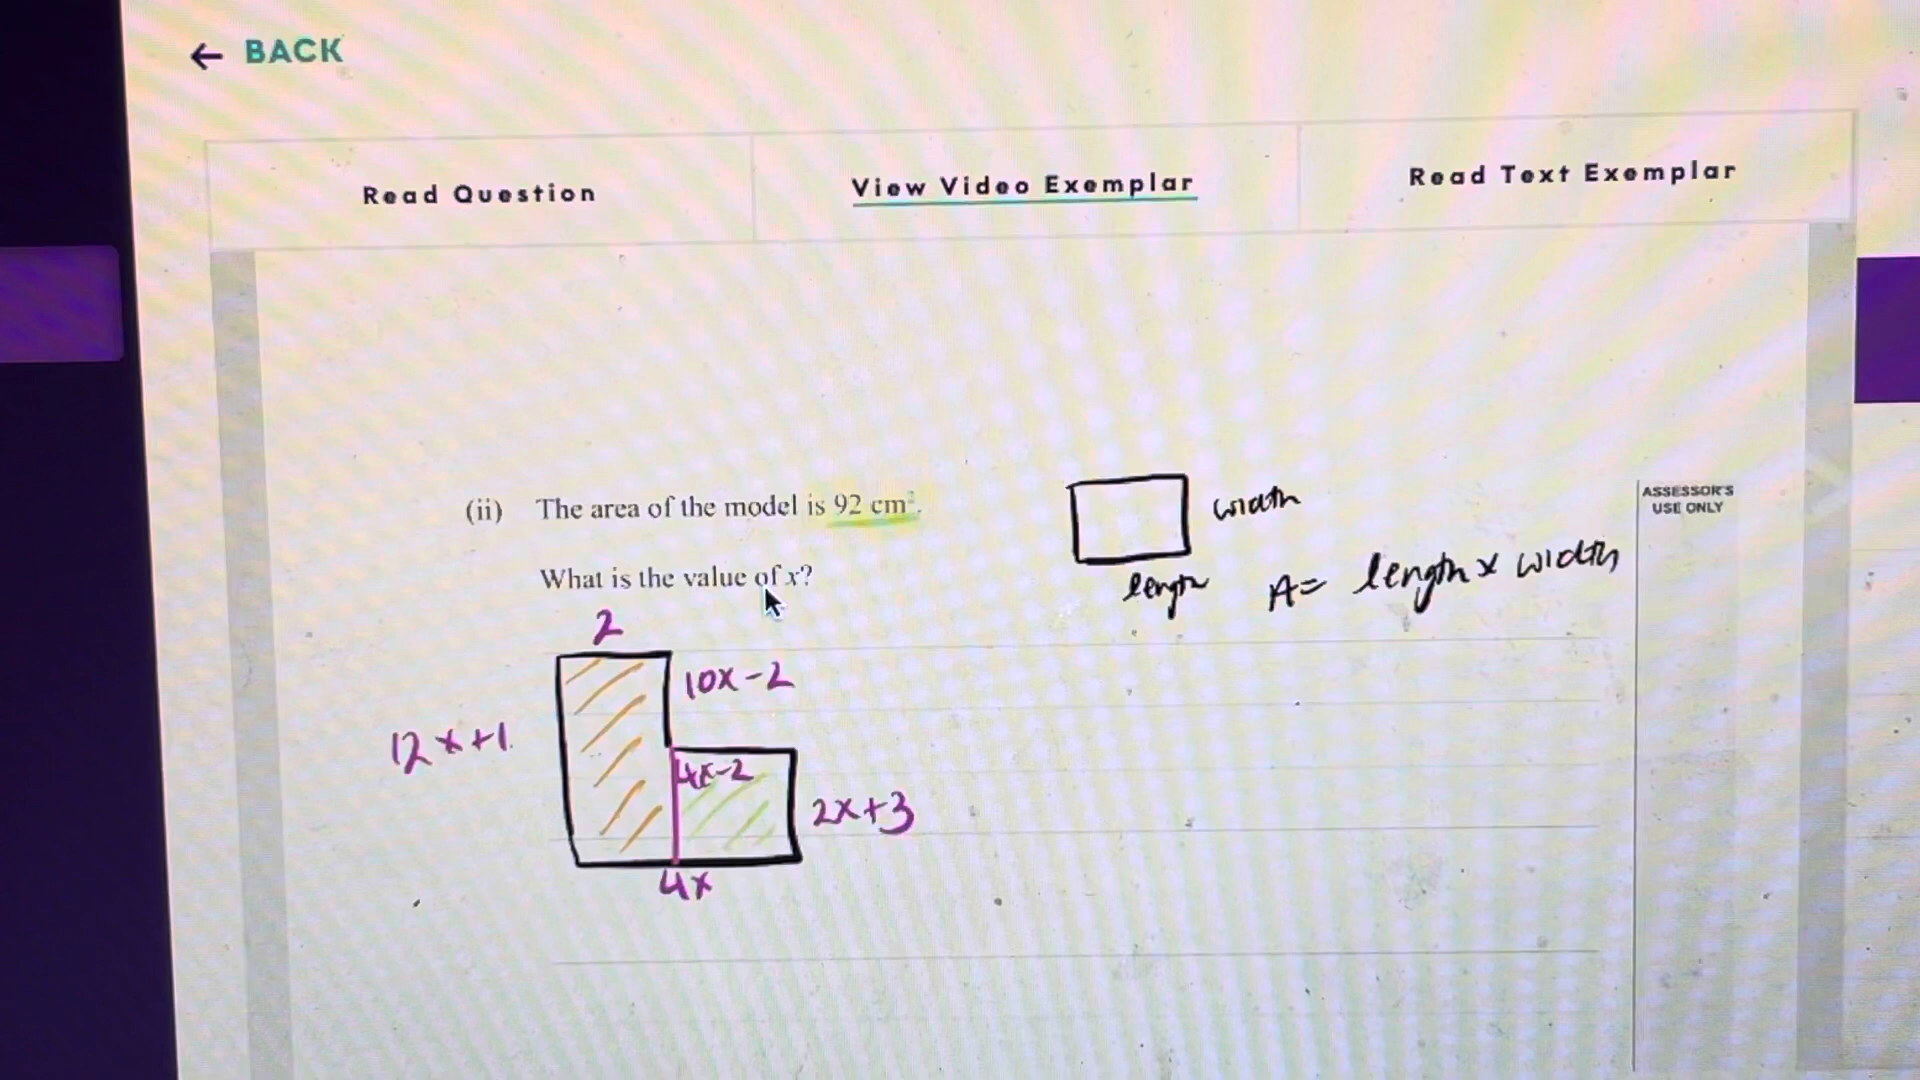 ← BACK
Read Question
View Video Exemplar
Read Text Exemplar
(ii) The area of the model is 92 cm².
What is the value of x?
width
length
A= length x width
ASSESSOR'S
USE ONLY
2
10x-2
12x+1
4x-2
2x+3
4x